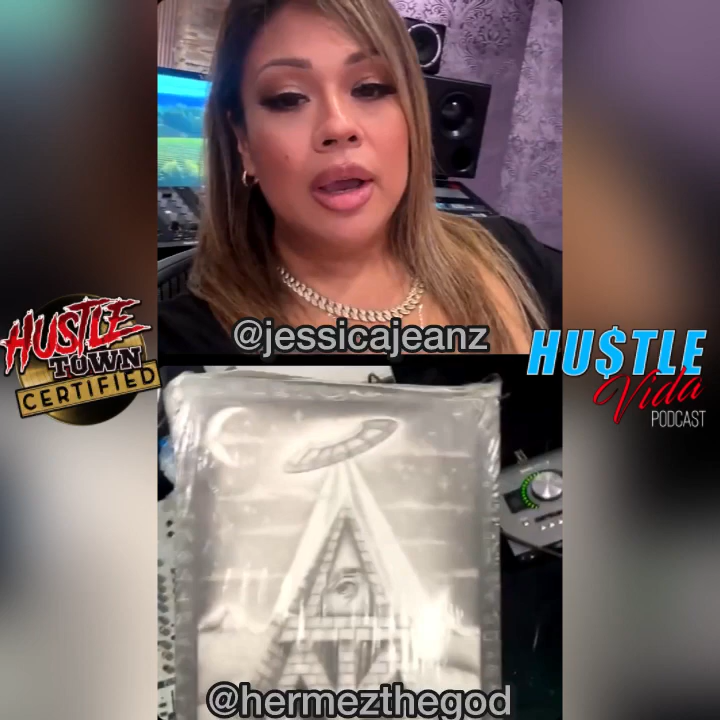 @jessicajeanz
HUSTLE
TOWN
CERTIFIED
HU$TLE
Vida
PODCAST
@hermezthegod